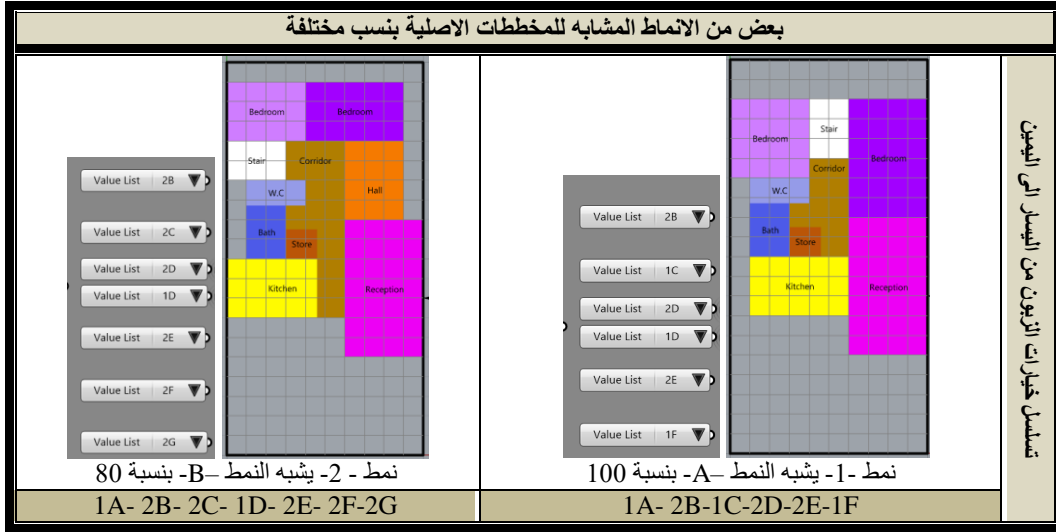 بعض من الانماط المشابه للمخططات الاصلية بنسب مختلفة
تسلسل خيارات الزبون من اليسار الى اليمين
Bedroom
Stair
Bedroom
Corridor
W.C
Bath
Store
Kitchen
Reception
Value List 2B
Value List 1C
Value List 2D
Value List 1D
Value List 2E
Value List 1F
نمط -1- يشبه النمط –A- بنسبة 100
1A- 2B-1C-2D-2E-1F
Bedroom
Bedroom
Stair
Corridor
W.C
Hall
Bath
Store
Kitchen
Reception
Value List 2B
Value List 2C
Value List 2D
Value List 1D
Value List 2E
Value List 2F
Value List 2G
نمط - 2- يشبه النمط –B- بنسبة 80
1A- 2B- 2C- 1D- 2E- 2F-2G